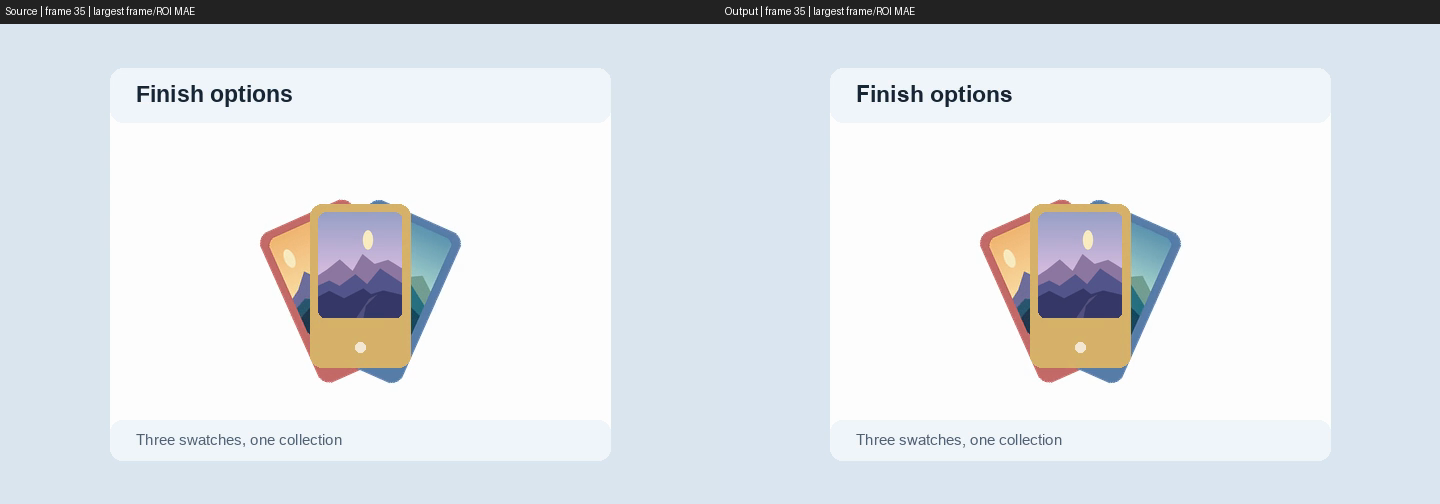 Source | frame 35 | largest frame/ROI MAE
Output | frame 35 | largest frame/ROI MAE
Finish options
Finish options
Three swatches, one collection
Three swatches, one collection